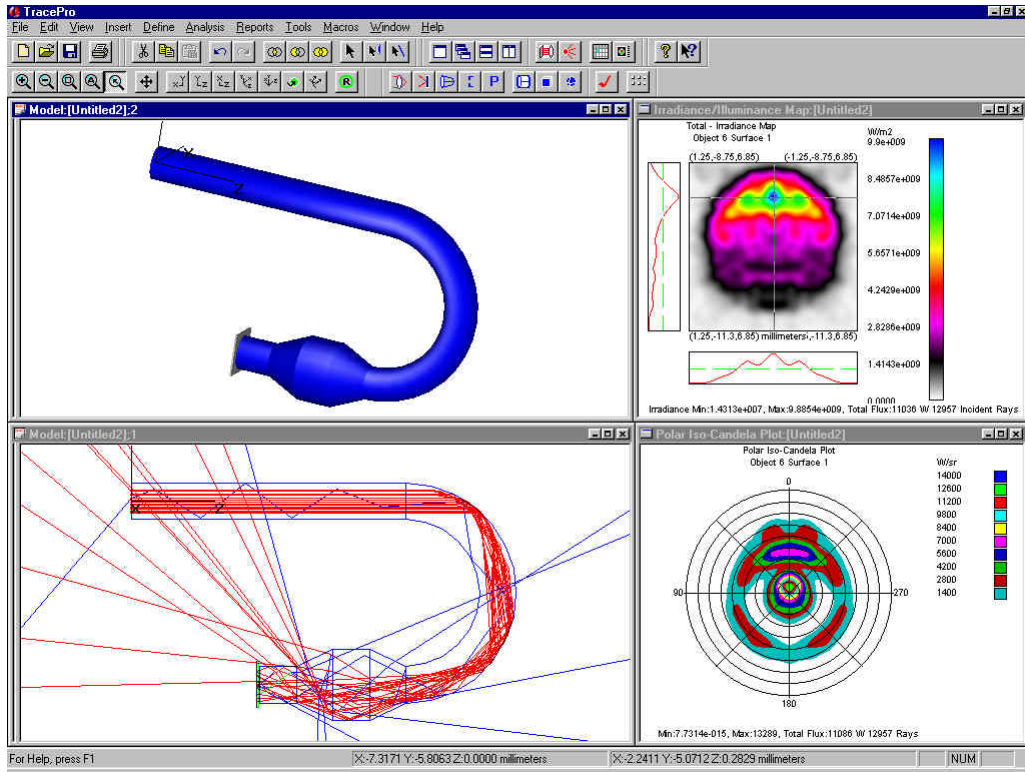 TracePro
File Edit View Insert Define Analysis Reports Tools Macros Window Help
Model:[Untitled2]:2
X
Z
Irradiance/Illuminance Map:[Untitled2]
Total - Irradiance Map
Object 6 Surface 1
W/m2
(1.25,-8.75,6.85) (-1.25,-8.75,6.85)
9.9e+009
8.4857e+009
7.0714e+009
5.6571e+009
4.2429e+009
2.8286e+009
1.4143e+009
0.0000
(1.25,-11.3,6.85) millimeters
-11.3,6.85)
Irradiance Min:1.4313e+007, Max:9.8854e+009, Total Flux:11036 W 12957 Incident Rays
Model:[Untitled2]:1
X
Z
Polar Iso-Candela Plot:[Untitled2]
Polar Iso-Candela Plot
Object 6 Surface 1
W/sr
14000
12600
11200
9800
8400
7000
5600
4200
2800
1400
0
90
270
180
Min:7.7314e-015, Max:13289, Total Flux:11086 W 12957 Rays
For Help, press F1
X:-7.3171 Y:-5.8063 Z:0.0000 millimeters
X:-2.2411 Y:-5.0712 Z:0.2829 millimeters
NUM